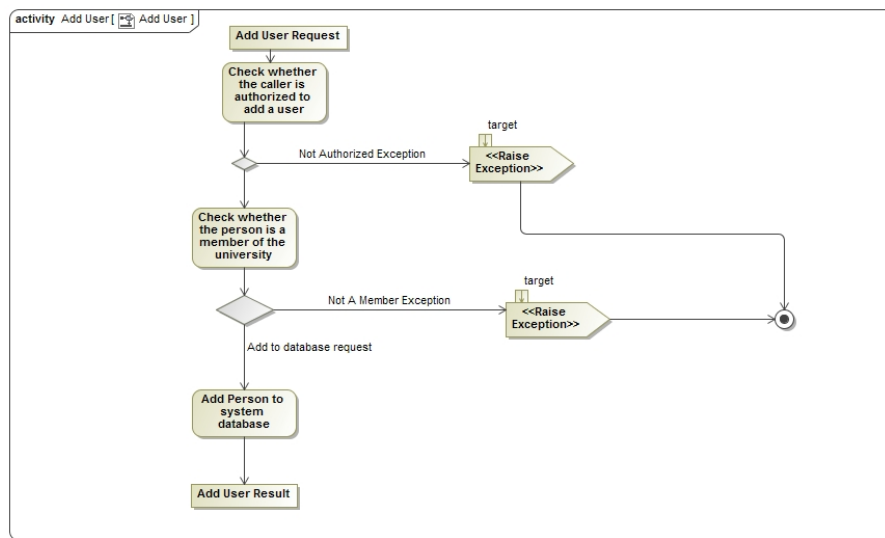 activity Add User [ Add User ]
Add User Request
Check whether
the caller is
authorized to
add a user
target
Not Authorized Exception
<<Raise
Exception>>
Check whether
the person is a
member of the
university
target
Not A Member Exception
<<Raise
Exception>>
Add to database request
Add Person to
system
database
Add User Result